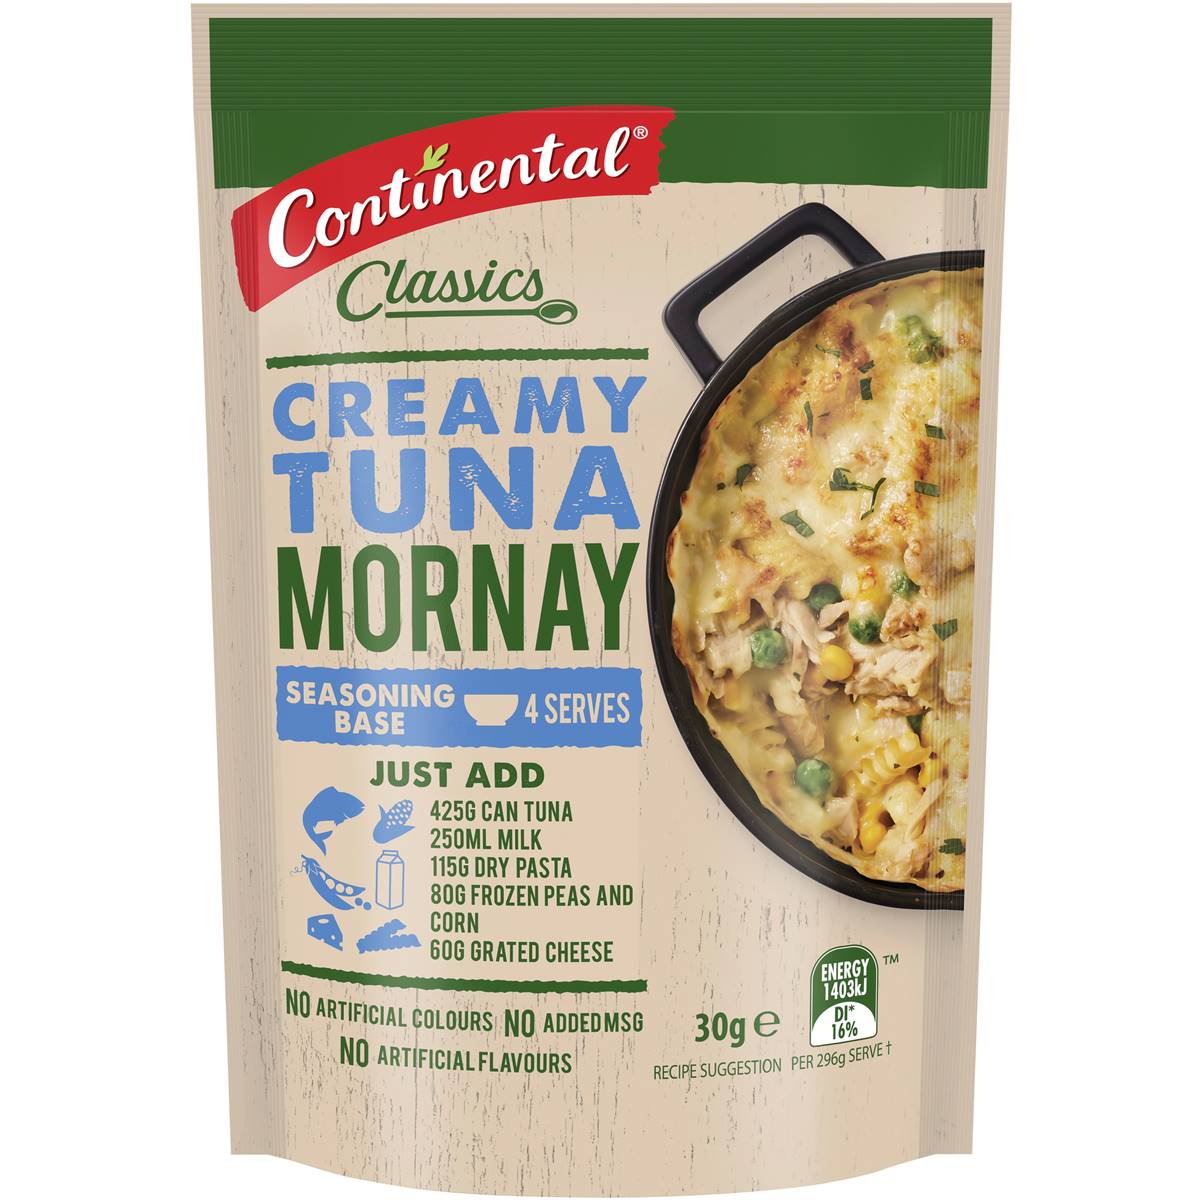 Continental®
Classics
CREAMY
TUNA
MORNAY
SEASONING
BASE
4 SERVES
JUST ADD
425G CAN TUNA
250ML MILK
115G DRY PASTA
80G FROZEN PEAS AND
CORN
60G GRATED CHEESE
NO ARTIFICIAL COLOURS NO ADDED MSG
NO ARTIFICIAL FLAVOURS
30g ℮
ENERGY
1403kJ
DI*
16%
™
RECIPE SUGGESTION PER 296g SERVE †